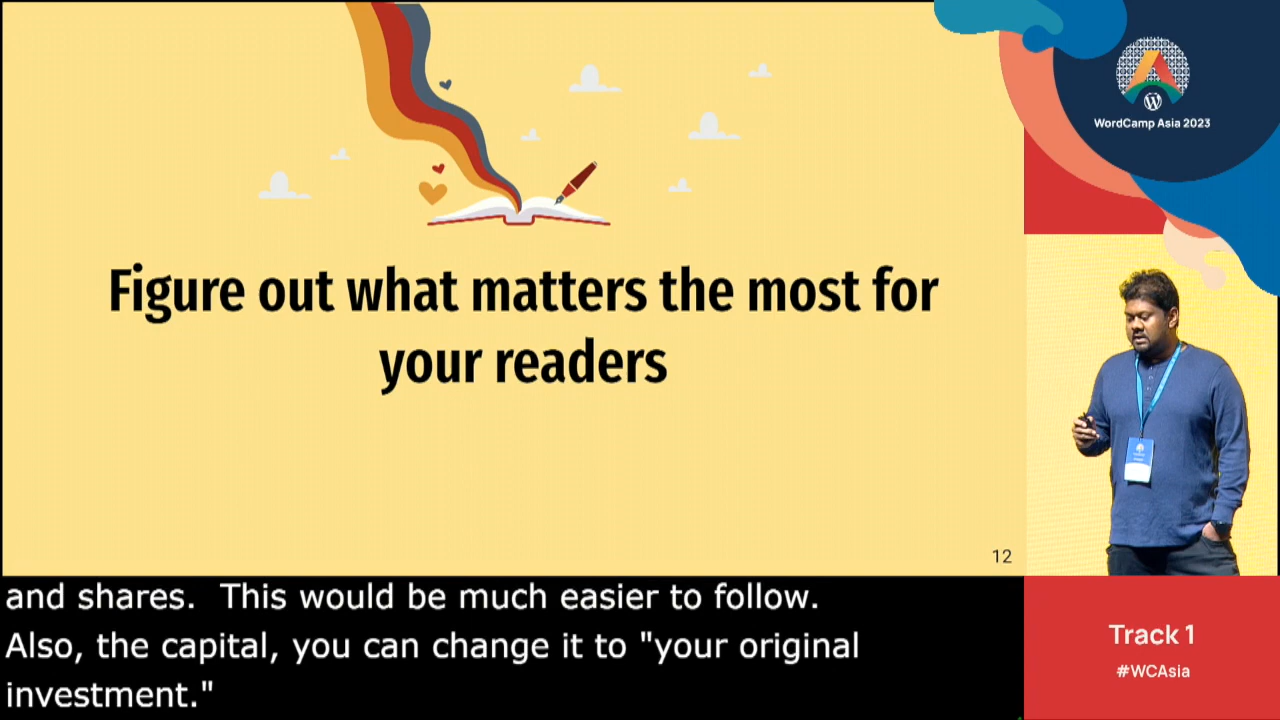 WordCamp Asia 2023
Figure out what matters the most for
your readers
12
and shares.  This would be much easier to follow.
Also, the capital, you can change it to "your original
investment."
Track 1
#WCAsia